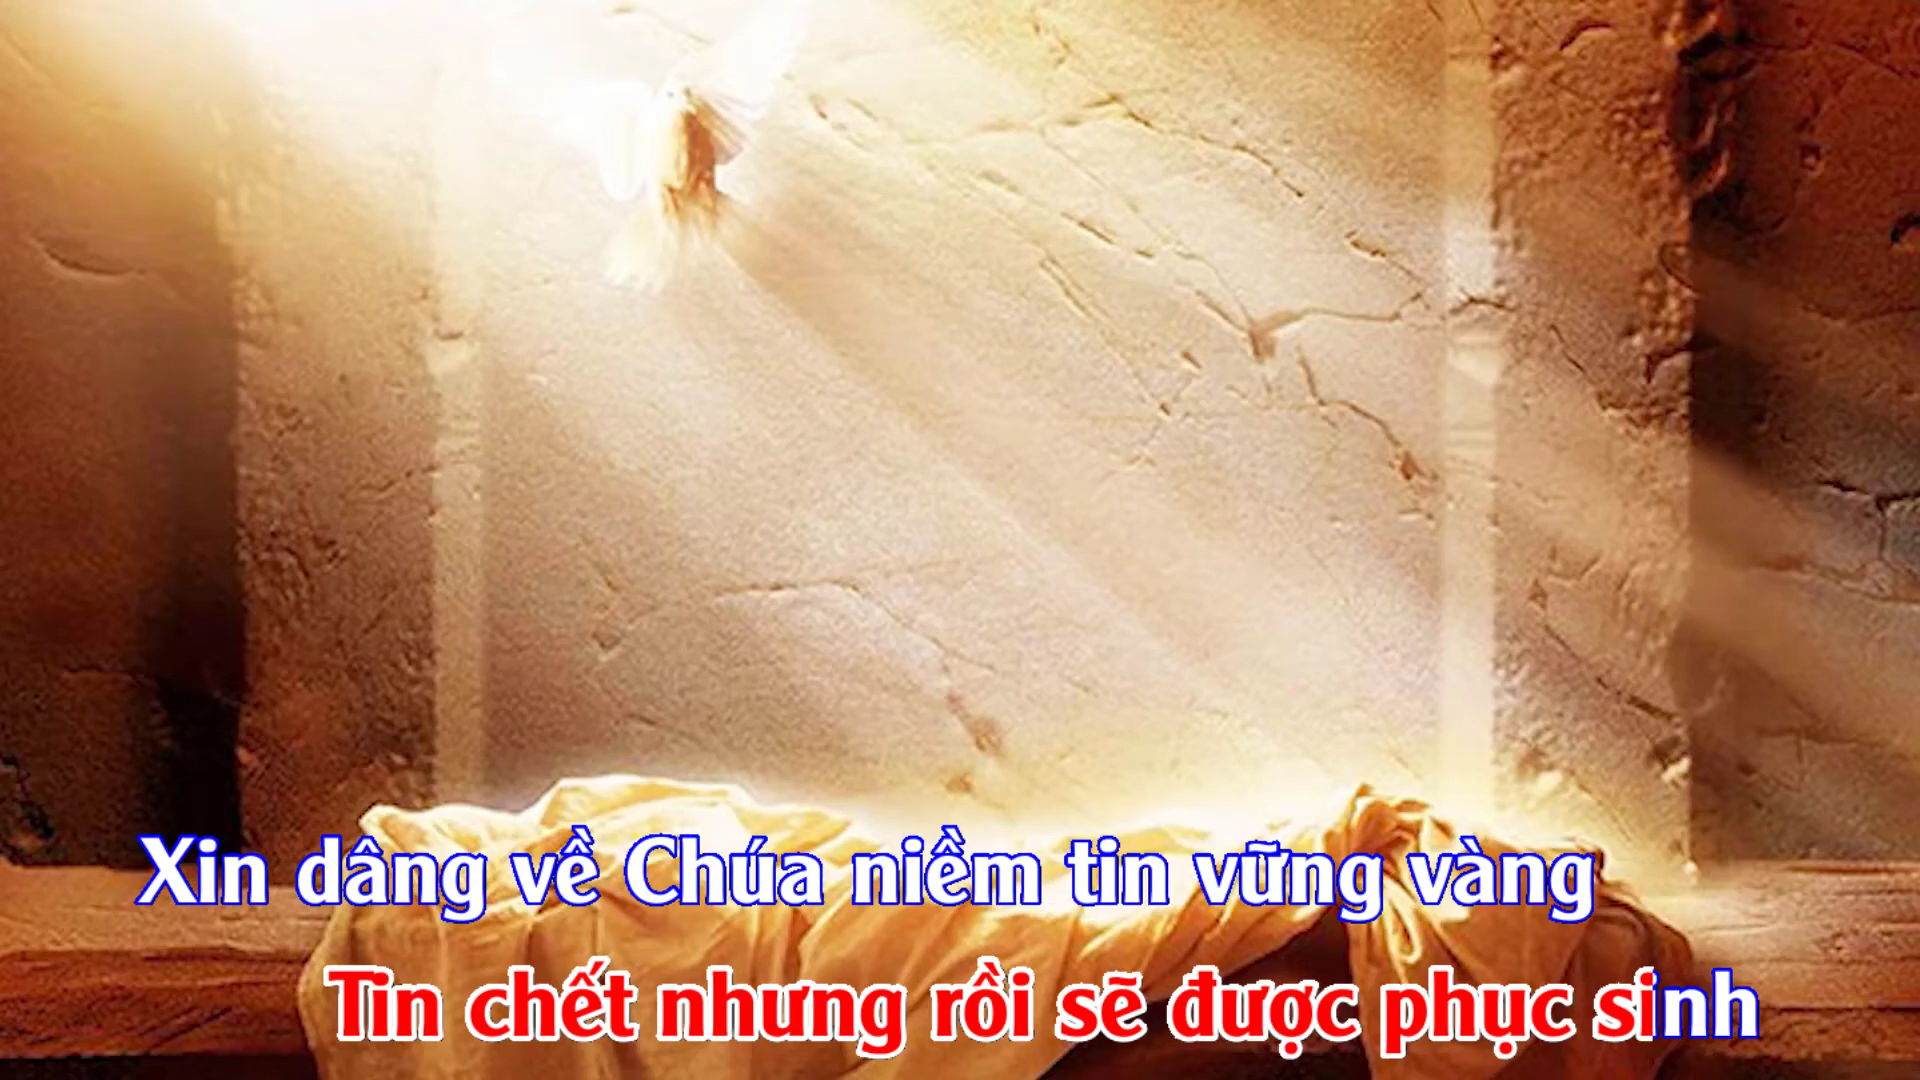 Xin dâng về Chúa niềm tin vững vàng
Tin chết nhưng rồi sẽ được phục sinh